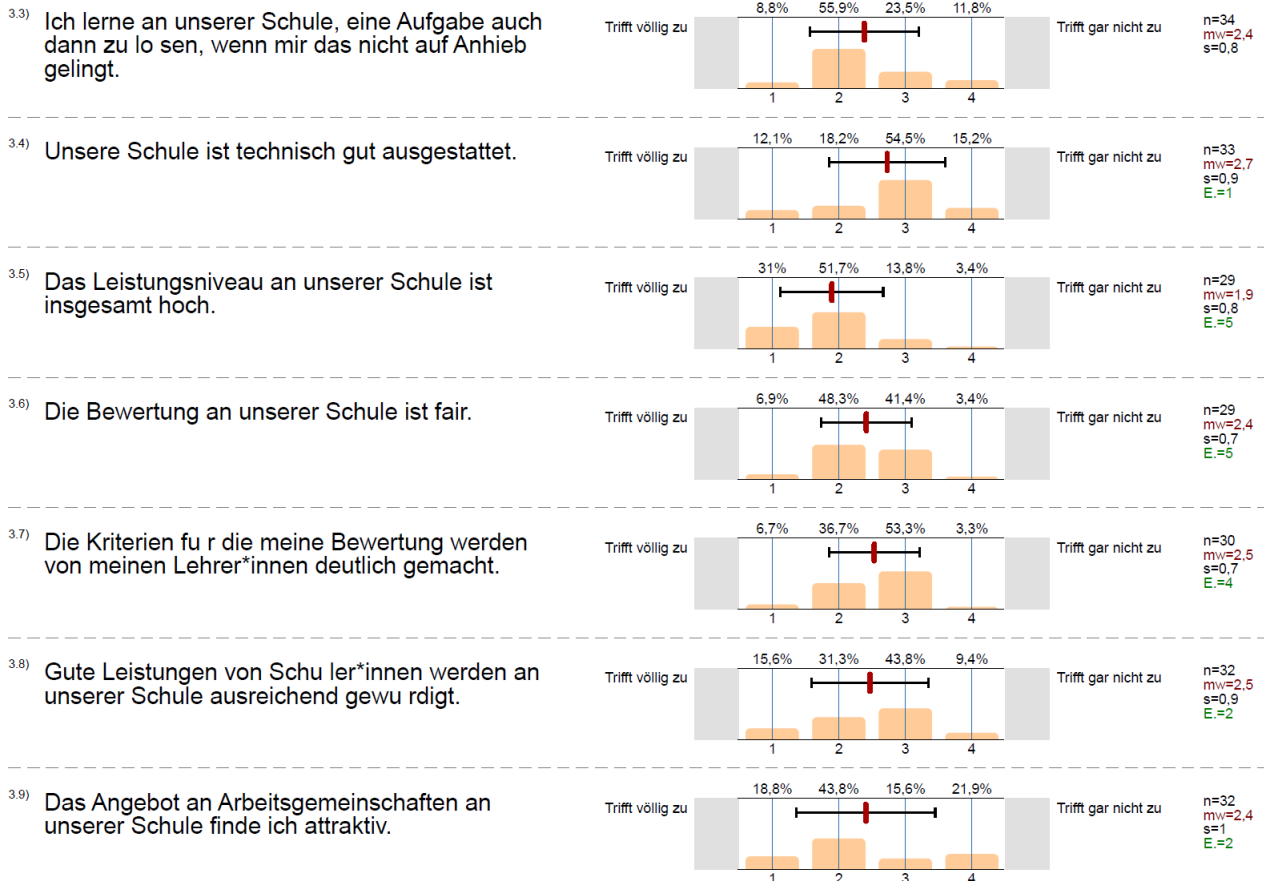 3.3) Ich lerne an unserer Schule, eine Aufgabe auch
dann zu lo sen, wenn mir das nicht auf Anhieb
gelingt.
Trifft völlig zu
8,8% 55,9% 23,5% 11,8%
1 2 3 4
Trifft gar nicht zu
n=34
mw=2,4
s=0,8
3.4) Unsere Schule ist technisch gut ausgestattet.
Trifft völlig zu
12,1% 18,2% 54,5% 15,2%
1 2 3 4
Trifft gar nicht zu
n=33
mw=2,7
s=0,9
E.=1
3.5) Das Leistungsniveau an unserer Schule ist
insgesamt hoch.
Trifft völlig zu
31% 51,7% 13,8% 3,4%
1 2 3 4
Trifft gar nicht zu
n=29
mw=1,9
s=0,8
E.=5
3.6) Die Bewertung an unserer Schule ist fair.
Trifft völlig zu
6,9% 48,3% 41,4% 3,4%
1 2 3 4
Trifft gar nicht zu
n=29
mw=2,4
s=0,7
E.=5
3.7) Die Kriterien fu r die meine Bewertung werden
von meinen Lehrer*innen deutlich gemacht.
Trifft völlig zu
6,7% 36,7% 53,3% 3,3%
1 2 3 4
Trifft gar nicht zu
n=30
mw=2,5
s=0,7
E.=4
3.8) Gute Leistungen von Schu ler*innen werden an
unserer Schule ausreichend gewu rdigt.
Trifft völlig zu
15,6% 31,3% 43,8% 9,4%
1 2 3 4
Trifft gar nicht zu
n=32
mw=2,5
s=0,9
E.=2
3.9) Das Angebot an Arbeitsgemeinschaften an
unserer Schule finde ich attraktiv.
Trifft völlig zu
18,8% 43,8% 15,6% 21,9%
1 2 3 4
Trifft gar nicht zu
n=32
mw=2,4
s=1
E.=2